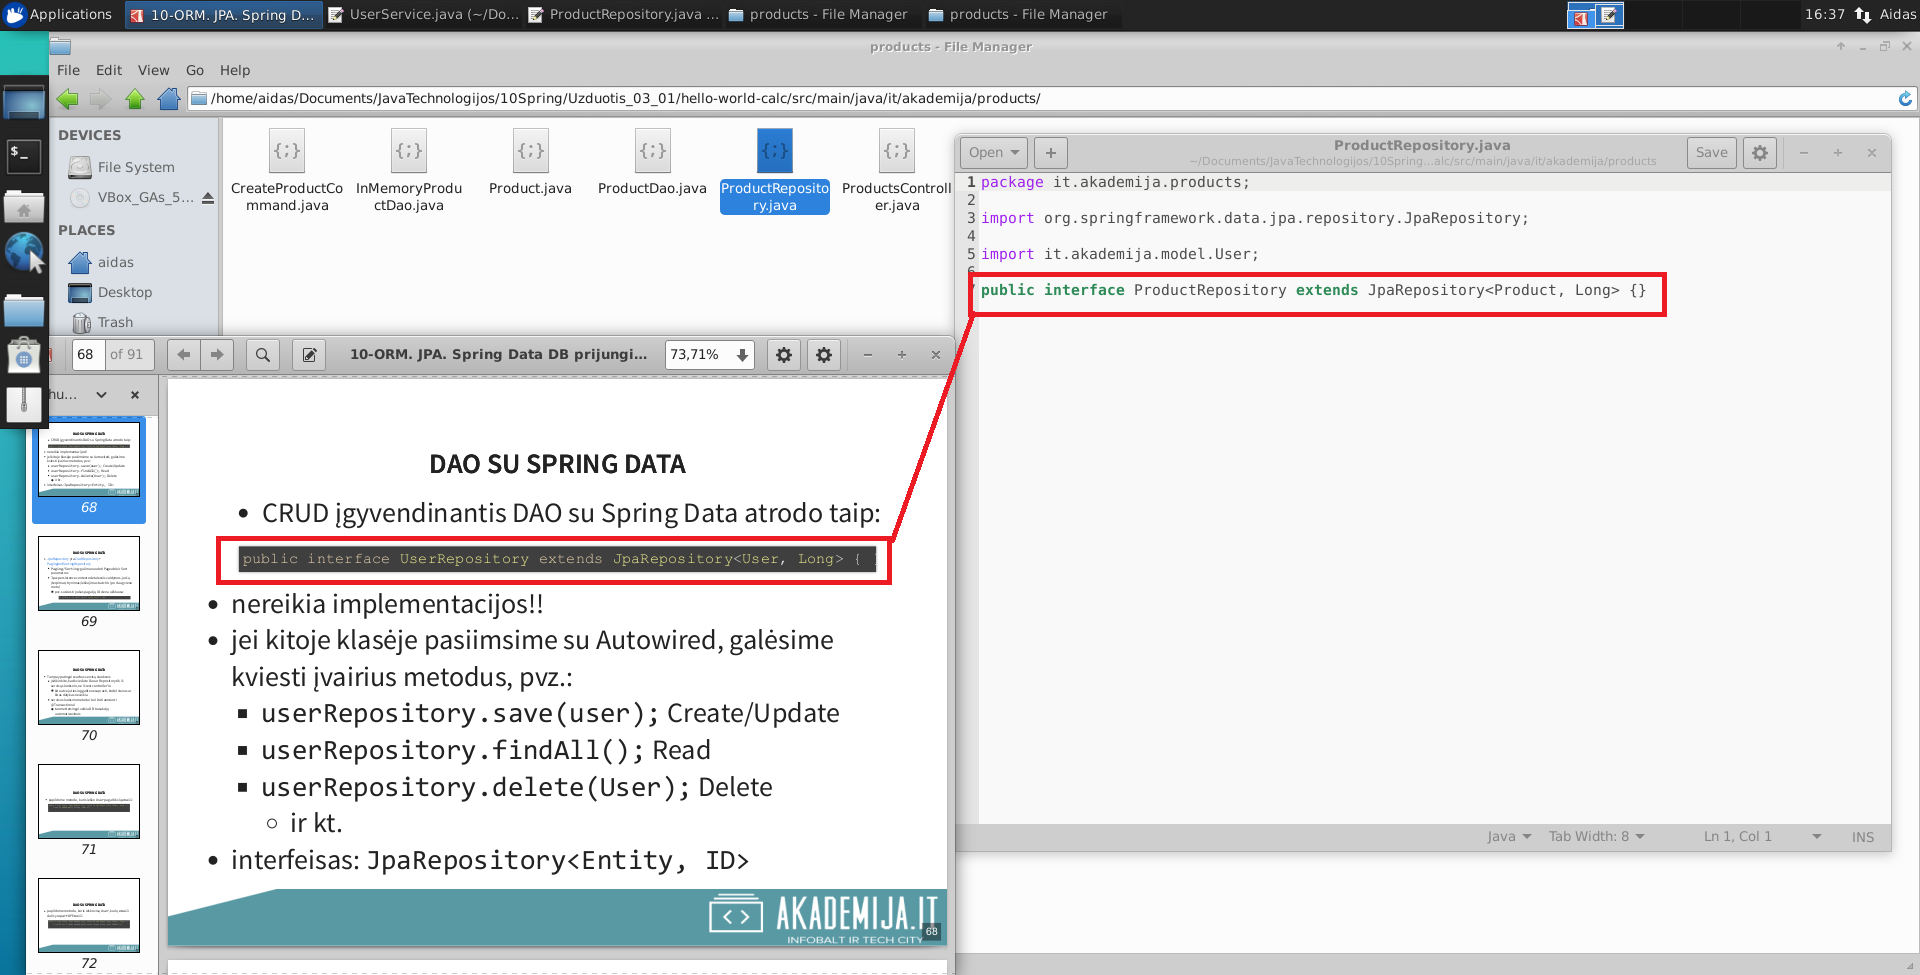 Applications
10-ORM. JPA. Spring D...
UserService.java (~/Do...
ProductRepository.java ...
products - File Manager
products - File Manager
16:37
Aidas
products - File Manager
File Edit View Go Help
/home/aidas/Documents/JavaTechnologijos/10Spring/Uzduotis_03_01/hello-world-calc/src/main/java/it/akademija/products/
DEVICES
File System
VBox_GAs_5...
PLACES
aidas
Desktop
Trash
CreateProductCo
mmand.java
InMemoryProdu
ctDao.java
Product.java
ProductDao.java
ProductReposito
ry.java
ProductsControll
er.java
Open
ProductRepository.java
~/Documents/JavaTechnologijos/10Spring...alc/src/main/java/it/akademija/products
Save
1 package it.akademija.products;
2
3 import org.springframework.data.jpa.repository.JpaRepository;
4
5 import it.akademija.model.User;
6
public interface ProductRepository extends JpaRepository<Product, Long> {}
Java
Tab Width: 8
Ln 1, Col 1
INS
68 of 91
10-ORM. JPA. Spring Data DB prijungi...
73,71%
hu...
68
69
70
71
72
DAO SU SPRING DATA
• CRUD įgyvendinantis DAO su Spring Data atrodo taip:
public interface UserRepository extends JpaRepository<User, Long> {
• nereikia implementacijos!!
• jei kitoje klasėje pasiimsime su Autowired, galėsime
kviesti įvairius metodus, pvz.:
▪ userRepository.save(user); Create/Update
▪ userRepository.findAll(); Read
▪ userRepository.delete(User); Delete
○ ir kt.
• interfeisas: JpaRepository<Entity, ID>
AKADEMIJA.IT
INFOBALT IR TECH CITY
68